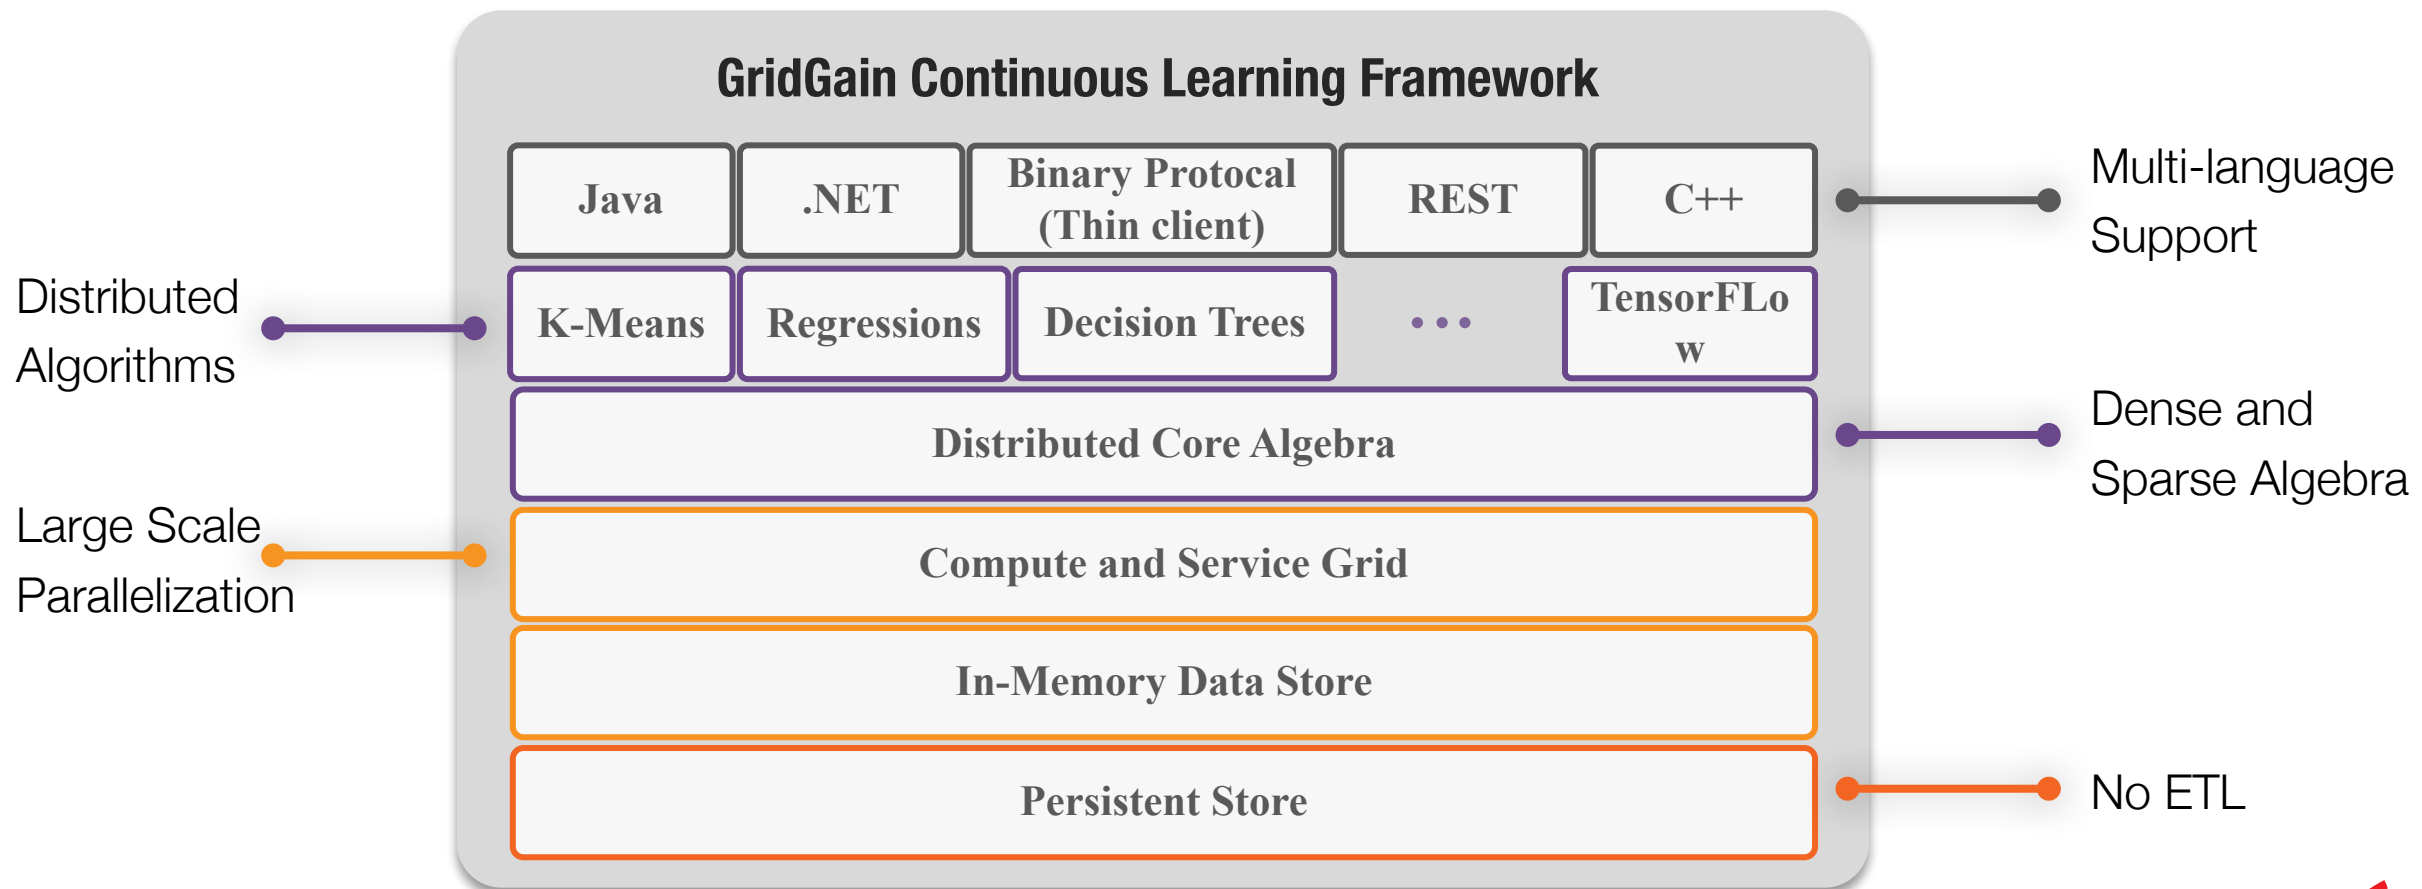 GridGain Continuous Learning Framework
Java
.NET
Binary Protocal
(Thin client)
REST
C++
Multi-language
Support
Distributed
Algorithms
K-Means
Regressions
Decision Trees
...
TensorFLo
w
Distributed Core Algebra
Dense and
Sparse Algebra
Large Scale
Parallelization
Compute and Service Grid
In-Memory Data Store
Persistent Store
No ETL